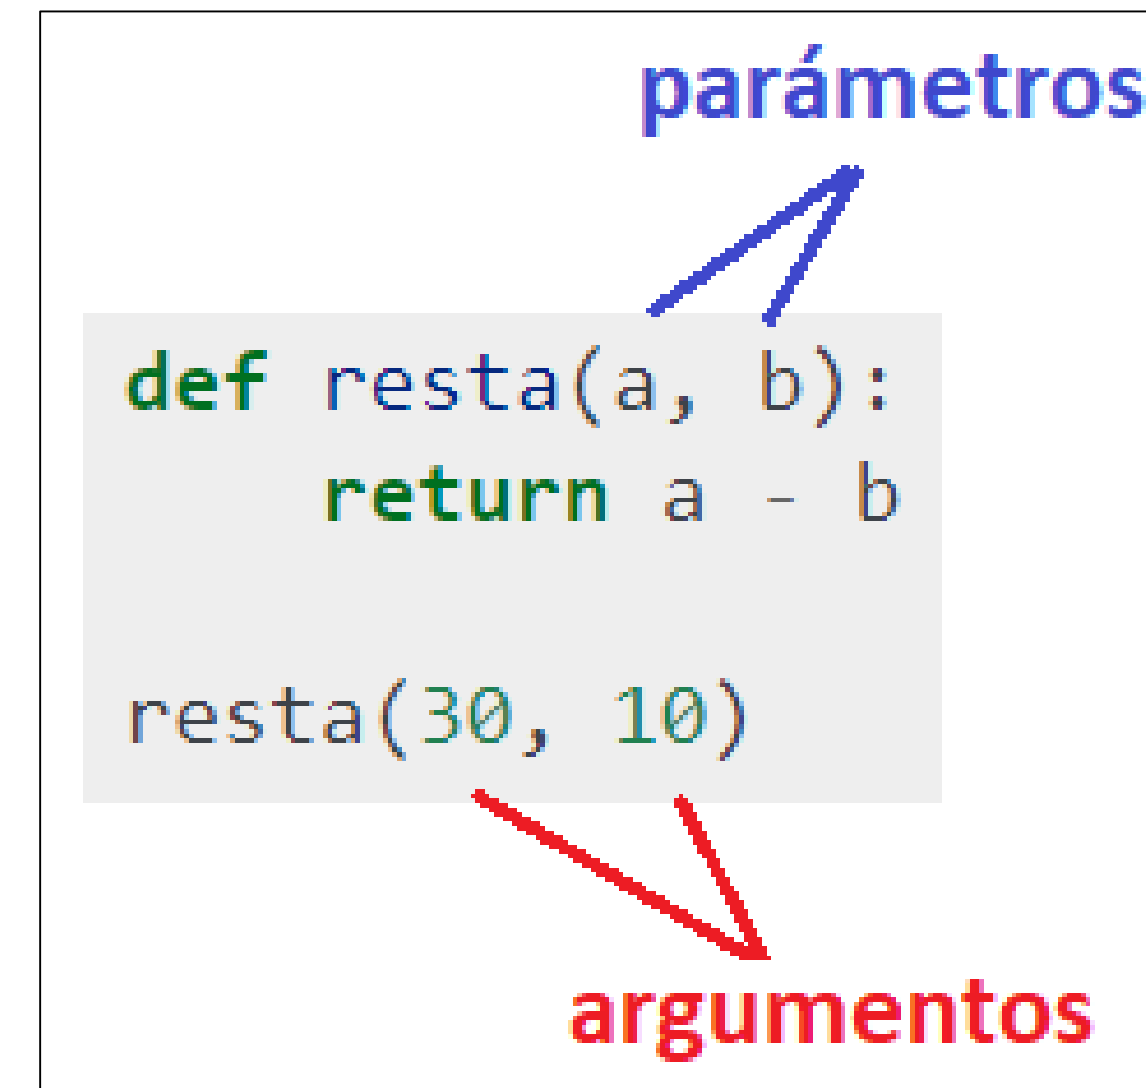 parámetros
def resta(a, b):
    return a - b
resta(30, 10)
argumentos